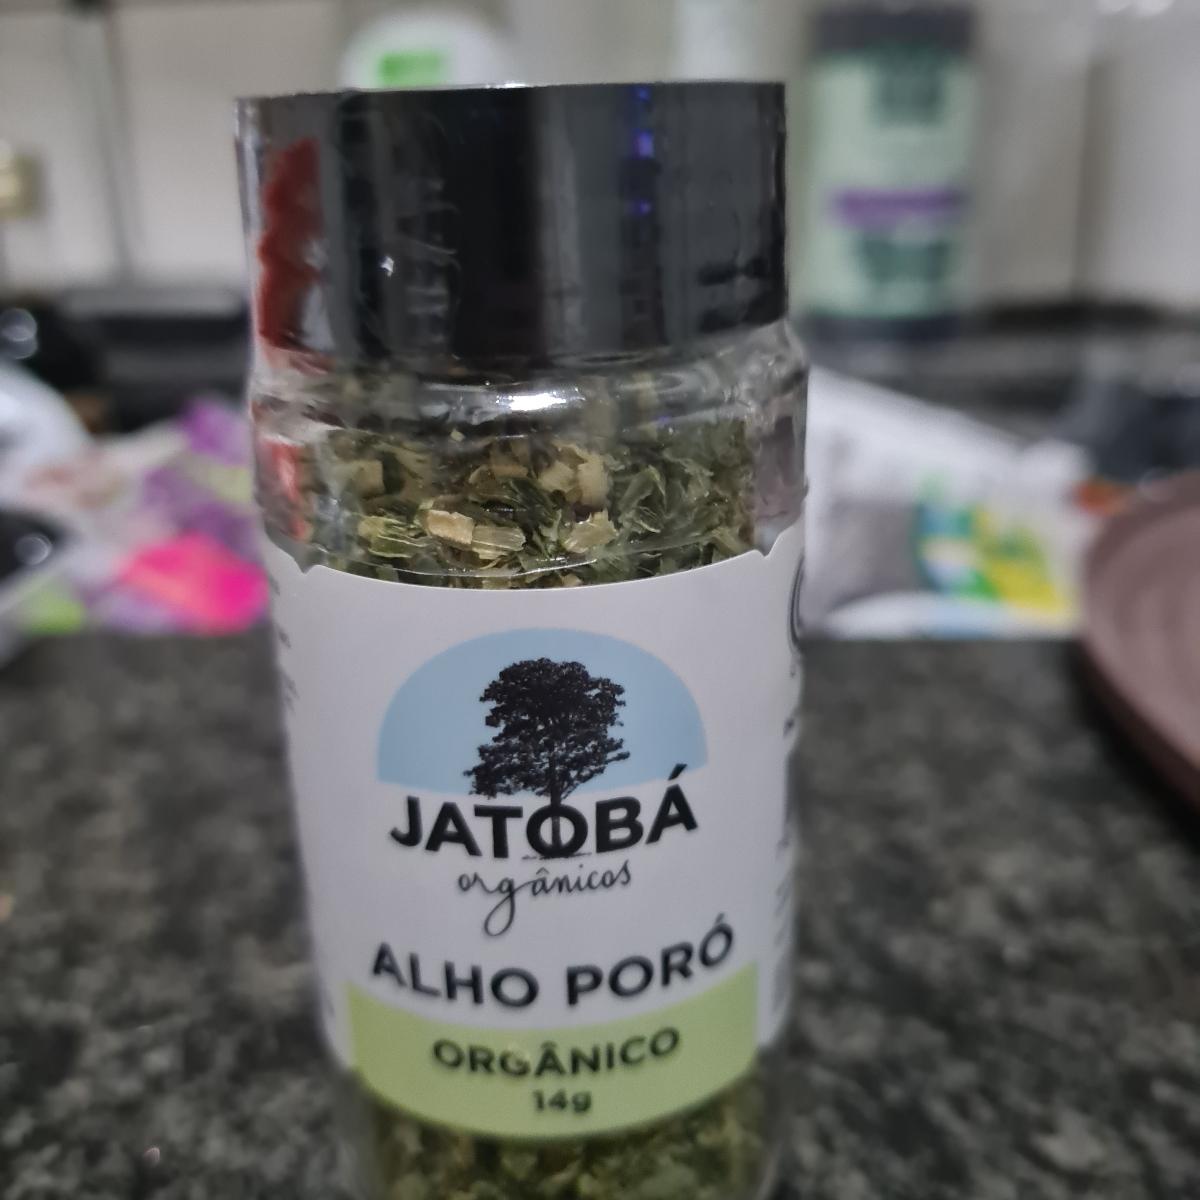 JATOBÁ
orgânicos
ALHO PORÓ
ORGÂNICO
14g